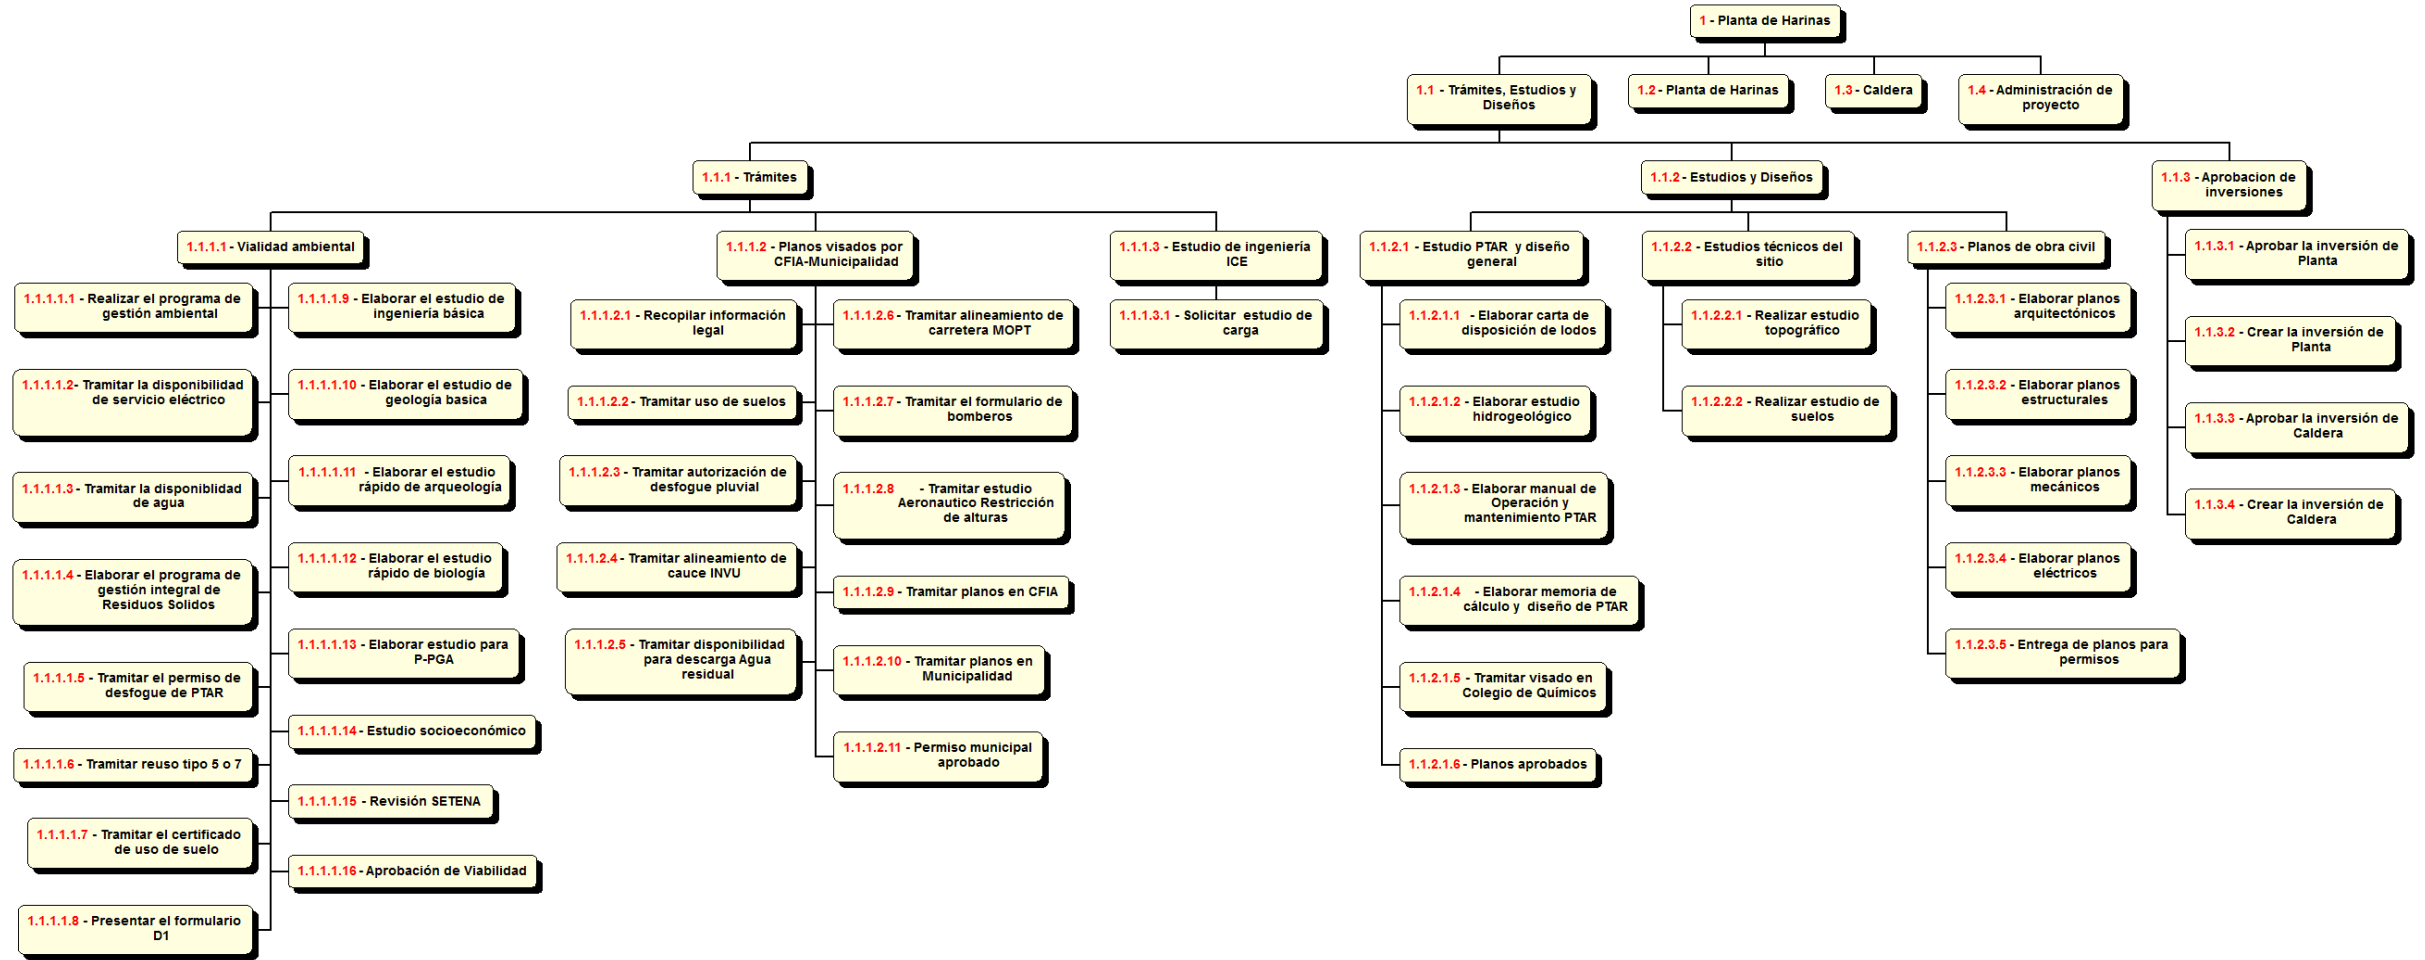 1 - Planta de Harinas
1.1 - Trámites, Estudios y
Diseños
1.2 - Planta de Harinas
1.3 - Caldera
1.4 - Administración de
proyecto
1.1.1 - Trámites
1.1.2 - Estudios y Diseños
1.1.3 - Aprobacion de
inversiones
1.1.1.1 - Vialidad ambiental
1.1.1.1.1 - Realizar el programa de
gestión ambiental
1.1.1.1.2- Tramitar la disponibilidad
de servicio eléctrico
1.1.1.1.3 - Tramitar la disponiblidad
de agua
1.1.1.1.4 - Elaborar el programa de
gestión integral de
Residuos Solidos
1.1.1.1.5 - Tramitar el permiso de
desfogue de PTAR
1.1.1.1.6 - Tramitar reuso tipo 5 o 7
1.1.1.1.7 - Tramitar el certificado
de uso de suelo
1.1.1.1.8 - Presentar el formulario
D1
1.1.1.1.9 - Elaborar el estudio de
ingeniería básica
1.1.1.1.10 - Elaborar el estudio de
geología basica
1.1.1.1.11 - Elaborar el estudio
rápido de arqueología
1.1.1.1.12 - Elaborar el estudio
rápido de biología
1.1.1.1.13 - Elaborar estudio para
P-PGA
1.1.1.1.14 - Estudio socioeconómico
1.1.1.1.15 - Revisión SETENA
1.1.1.1.16 - Aprobación de Viabilidad
1.1.1.2 - Planos visados por
CFIA-Municipalidad
1.1.1.2.1 - Recopilar información
legal
1.1.1.2.2 - Tramitar uso de suelos
1.1.1.2.3 - Tramitar autorización de
desfogue pluvial
1.1.1.2.4 - Tramitar alineamiento de
cauce INVU
1.1.1.2.5 - Tramitar disponibilidad
para descarga Agua
residual
1.1.1.2.6 - Tramitar alineamiento de
carretera MOPT
1.1.1.2.7 - Tramitar el formulario de
bomberos
1.1.1.2.8 - Tramitar estudio
Aeronautico Restricción
de alturas
1.1.1.2.9 - Tramitar planos en CFIA
1.1.1.2.10 - Tramitar planos en
Municipalidad
1.1.1.2.11 - Permiso municipal
aprobado
1.1.1.3 - Estudio de ingeniería
ICE
1.1.1.3.1 - Solicitar estudio de
carga
1.1.2.1 - Estudio PTAR y diseño
general
1.1.2.1.1 - Elaborar carta de
disposición de lodos
1.1.2.1.2 - Elaborar estudio
hidrogeológico
1.1.2.1.3 - Elaborar manual de
Operación y
mantenimiento PTAR
1.1.2.1.4 - Elaborar memoria de
cálculo y diseño de PTAR
1.1.2.1.5 - Tramitar visado en
Colegio de Químicos
1.1.2.1.6 - Planos aprobados
1.1.2.2 - Estudios técnicos del
sitio
1.1.2.2.1 - Realizar estudio
topográfico
1.1.2.2.2 - Realizar estudio de
suelos
1.1.2.3 - Planos de obra civil
1.1.2.3.1 - Elaborar planos
arquitectónicos
1.1.2.3.2 - Elaborar planos
estructurales
1.1.2.3.3 - Elaborar planos
mecánicos
1.1.2.3.4 - Elaborar planos
eléctricos
1.1.2.3.5 - Entrega de planos para
permisos
1.1.3.1 - Aprobar la inversión de
Planta
1.1.3.2 - Crear la inversión de
Planta
1.1.3.3 - Aprobar la inversión de
Caldera
1.1.3.4 - Crear la inversión de
Caldera